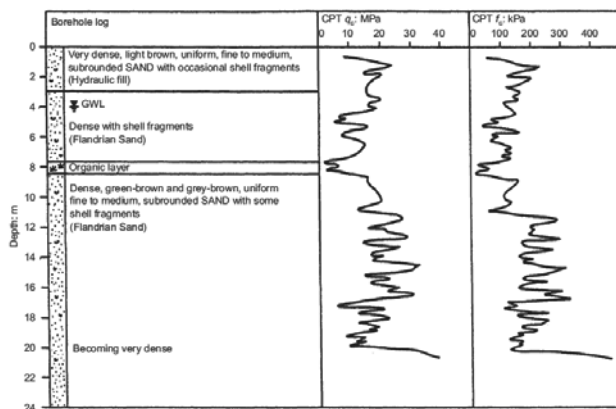 Borehole log
CPT qc: MPa
CPT fs: kPa
0 10 20 30 40 50
0 100 200 300 400
Depth: m
0
2
4
6
8
10
12
14
16
18
20
22
24
Very dense, light brown, uniform, fine to medium,
subrounded SAND with occasional shell fragments
(Hydraulic fill)
GWL
Dense with shell fragments
(Flandrian Sand)
Organic layer
Dense, green-brown and grey-brown, uniform
fine to medium, subrounded SAND with some
shell fragments
(Flandrian Sand)
Becoming very dense